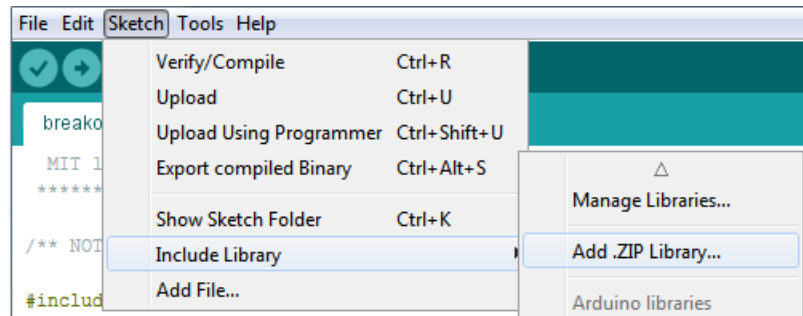 File Edit Sketch Tools Help
Verify/Compile Ctrl+R
Upload Ctrl+U
Upload Using Programmer Ctrl+Shift+U
Export compiled Binary Ctrl+Alt+S
Show Sketch Folder Ctrl+K
Include Library
Add File...
breako
MIT l
******
/** NOT
#includ
Manage Libraries...
Add .ZIP Library...
Arduino libraries